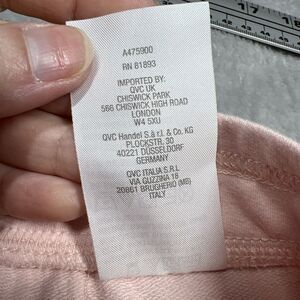 A475900
RN 81893
IMPORTED BY:
QVC UK
CHISWICK PARK
566 CHISWICK HIGH ROAD
LONDON
W4 5XU
QVC Handel S.à r.l. & Co. KG
PLOCKSTR. 30
40221 DÜSSELDORF
GERMANY
QVC ITALIA S.R.L
VIA GUZZINA 18
20861 BRUGHERIO (MB)
ITALY